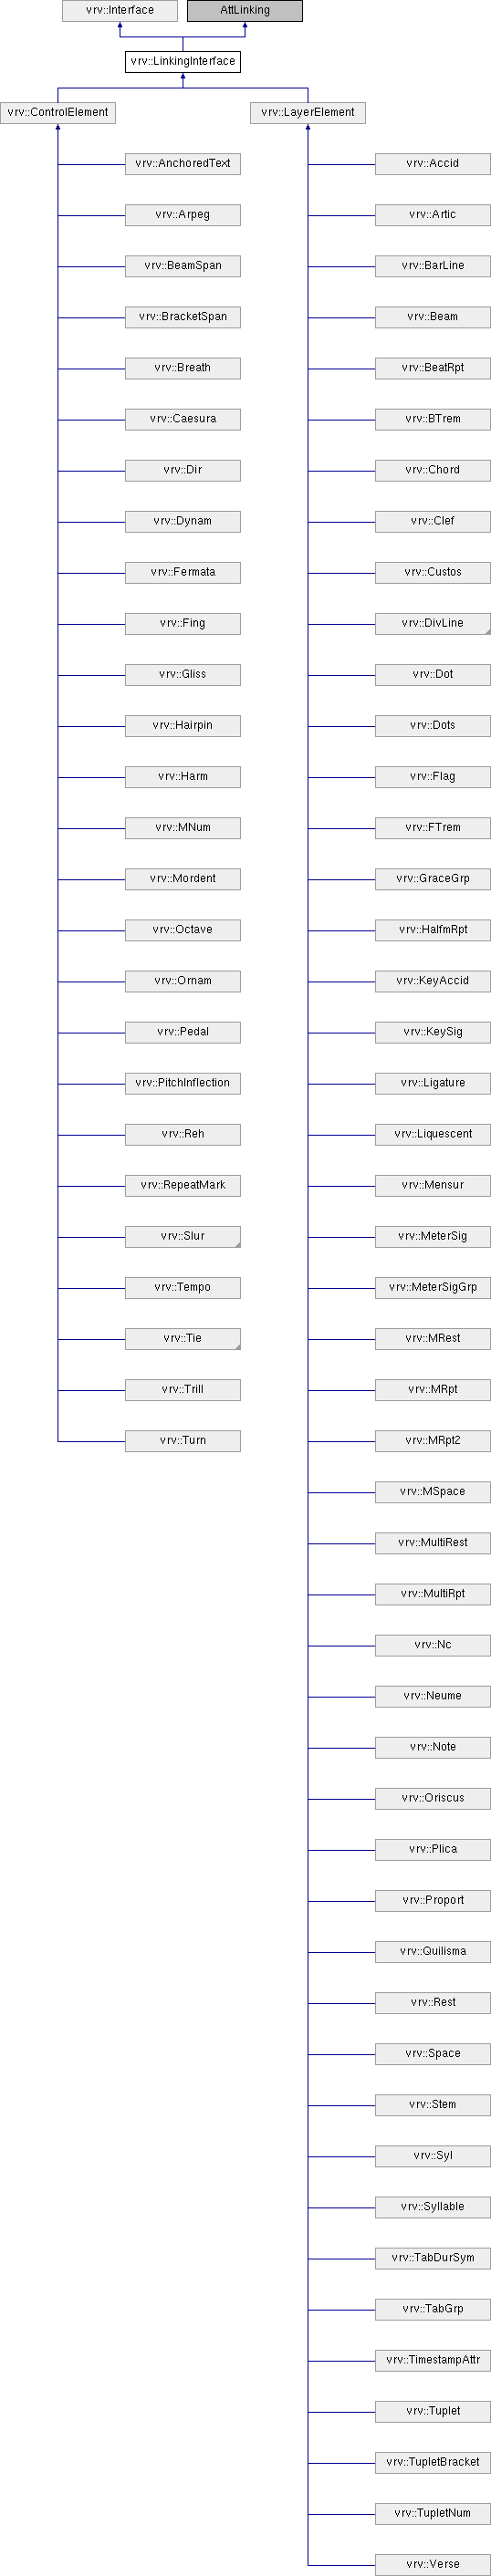 vrv::Interface
AttLinking
vrv::LinkingInterface
vrv::ControlElement
vrv::LayerElement
vrv::AnchoredText
vrv::Accid
vrv::Arpeg
vrv::Artic
vrv::BeamSpan
vrv::BarLine
vrv::BracketSpan
vrv::Beam
vrv::Breath
vrv::BeatRpt
vrv::Caesura
vrv::BTrem
vrv::Dir
vrv::Chord
vrv::Dynam
vrv::Clef
vrv::Fermata
vrv::Custos
vrv::Fing
vrv::DivLine
vrv::Gliss
vrv::Dot
vrv::Hairpin
vrv::Dots
vrv::Harm
vrv::Flag
vrv::MNum
vrv::FTrem
vrv::Mordent
vrv::GraceGrp
vrv::Octave
vrv::HalfmRpt
vrv::Ornam
vrv::KeyAccid
vrv::Pedal
vrv::KeySig
vrv::PitchInflection
vrv::Ligature
vrv::Reh
vrv::Liquescent
vrv::RepeatMark
vrv::Mensur
vrv::Slur
vrv::MeterSig
vrv::Tempo
vrv::MeterSigGrp
vrv::Tie
vrv::MRest
vrv::Trill
vrv::MRpt
vrv::Turn
vrv::MRpt2
vrv::MSpace
vrv::MultiRest
vrv::MultiRpt
vrv::Nc
vrv::Neume
vrv::Note
vrv::Oriscus
vrv::Plica
vrv::Proport
vrv::Quilisma
vrv::Rest
vrv::Space
vrv::Stem
vrv::Syl
vrv::Syllable
vrv::TabDurSym
vrv::TabGrp
vrv::TimestampAttr
vrv::Tuplet
vrv::TupletBracket
vrv::TupletNum
vrv::Verse